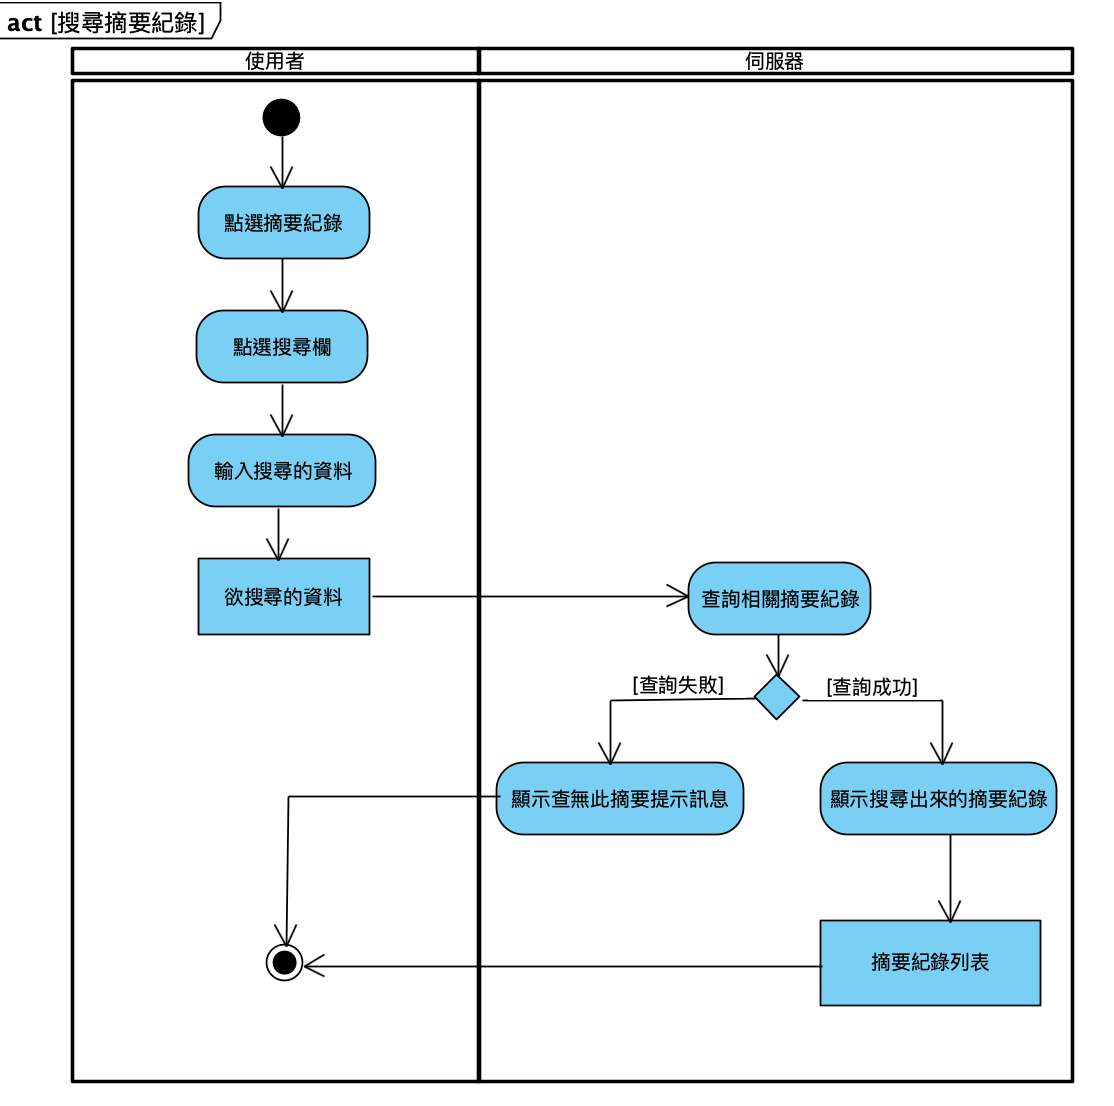 act [搜尋摘要紀錄]
使用者
伺服器
點選摘要紀錄
點選搜尋欄
輸入搜尋的資料
欲搜尋的資料
查詢相關摘要紀錄
[查詢失敗]
[查詢成功]
顯示查無此摘要提示訊息
顯示搜尋出來的摘要紀錄
摘要紀錄列表